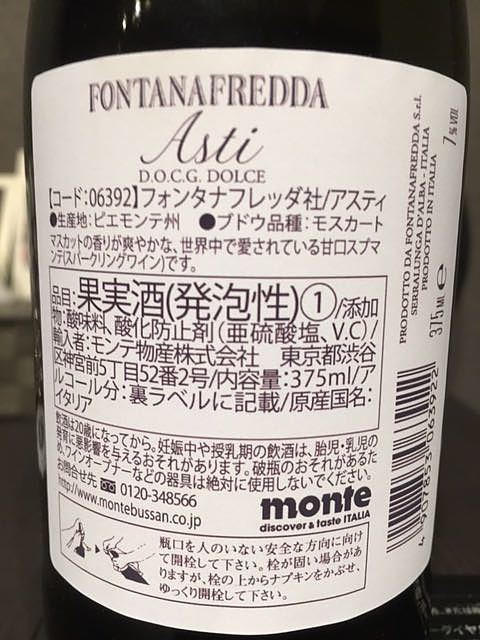 FONTANAFREDDA
Asti
D.O.C.G. DOLCE
【コード:06392】フォンタナフレッダ社/アスティ
●生産地:ピエモンテ州 ●ブドウ品種:モスカート
マスカットの香りが爽やかな、世界中で愛されている甘口スプマ
ンテ(スパークリングワイン)です。
品目:果実酒(発泡性)①/添加
物:酸味料、酸化防止剤(亜硫酸塩、V.C)/
輸入者:モンテ物産株式会社 東京都渋谷
区神宮前5丁目52番2号/内容量:375ml/ア
ルコール分:裏ラベルに記載/原産国名:
イタリア
飲酒は20歳になってから。妊娠中や授乳期の飲酒は、胎児・乳児の
発育に悪影響を与えるおそれがあります。破瓶のおそれがあるた
め、ワインオープナーなどの器具は絶対に使用しないでください。
お問合せ先 ☎ 0120-348566
http://www.montebussan.co.jp
monte
discover & taste ITALIA
瓶口を人のいない安全な方向に向け
て開栓して下さい。栓が固い場合があ
りますが、栓の上からナプキンをかぶせ、
ゆっくり開栓して下さい。
PRODOTTO DA FONTANAFREDDA S.r.l.
SERRALUNGA D'ALBA - ITALIA
PRODOTTO IN ITALIA
375 Ml e
7% VOL
4 907853 063922